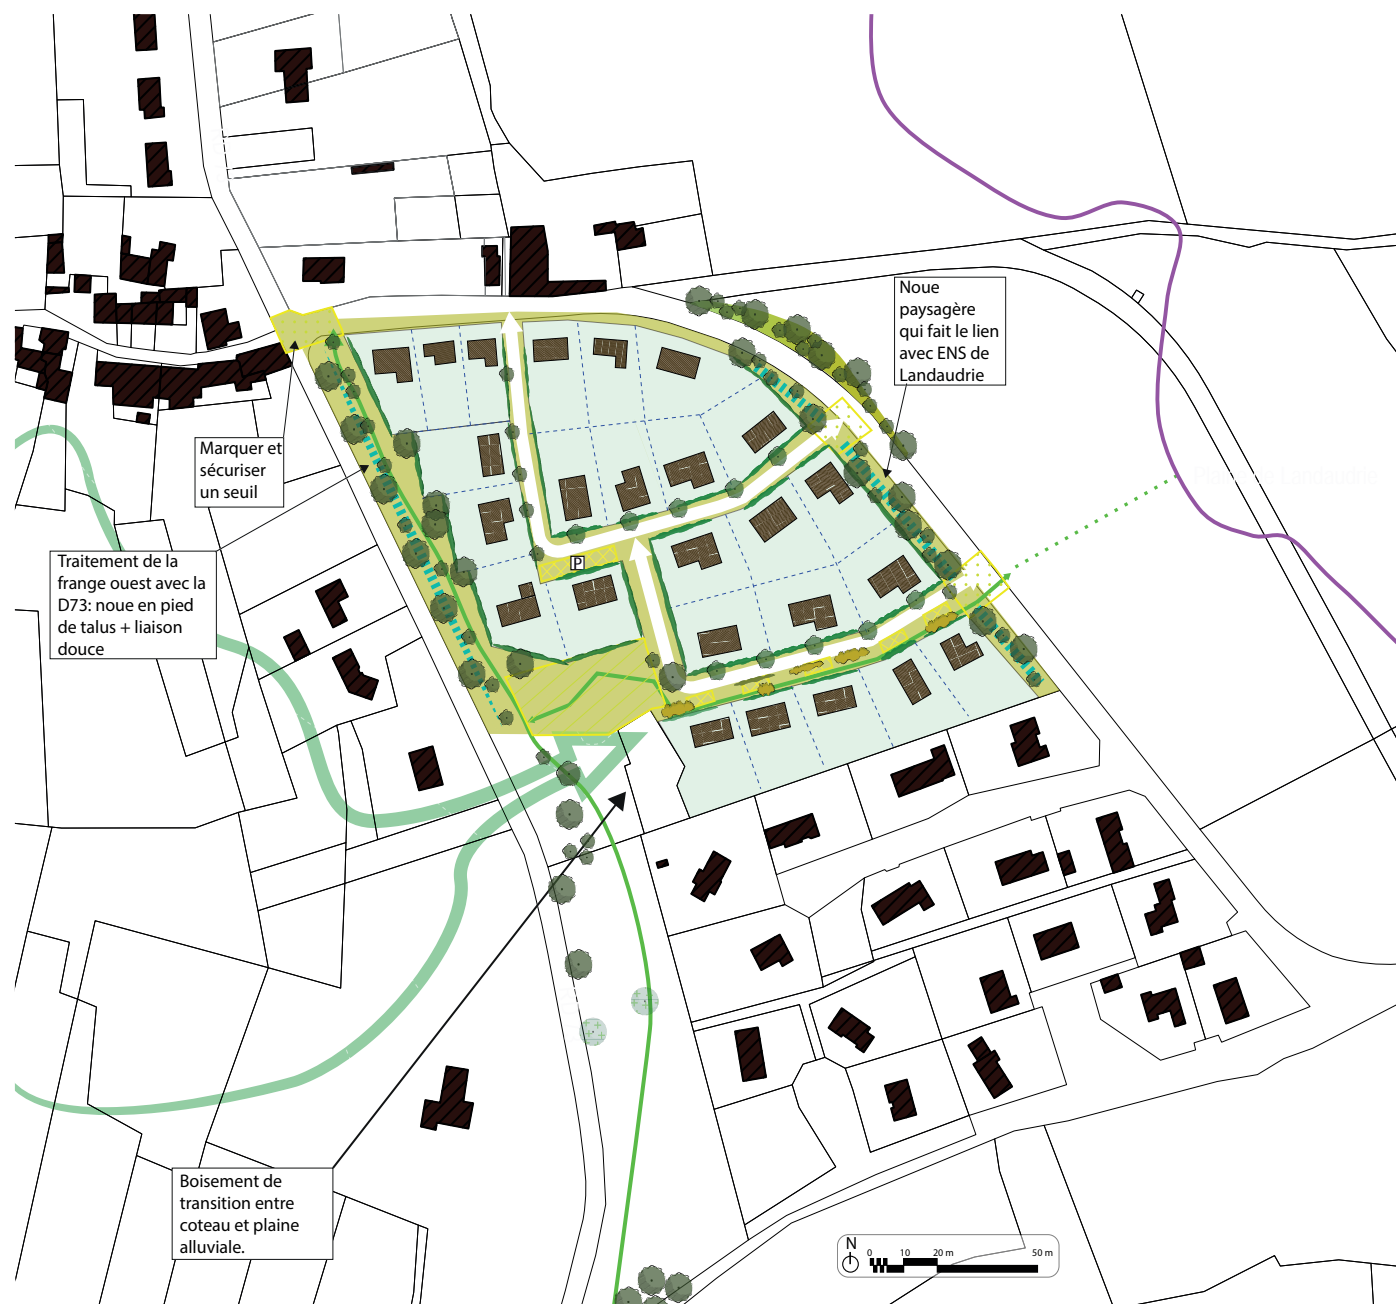 Noue
paysagère
qui fait le lien
avec ENS de
Landaudrie
Marquer et
sécuriser
un seuil
Traitement de la
frange ouest avec la
D73: noue en pied
de talus + liaison
douce
P
Boisement de
transition entre
coteau et plaine
alluviale.
N
0 10 20 m 50 m